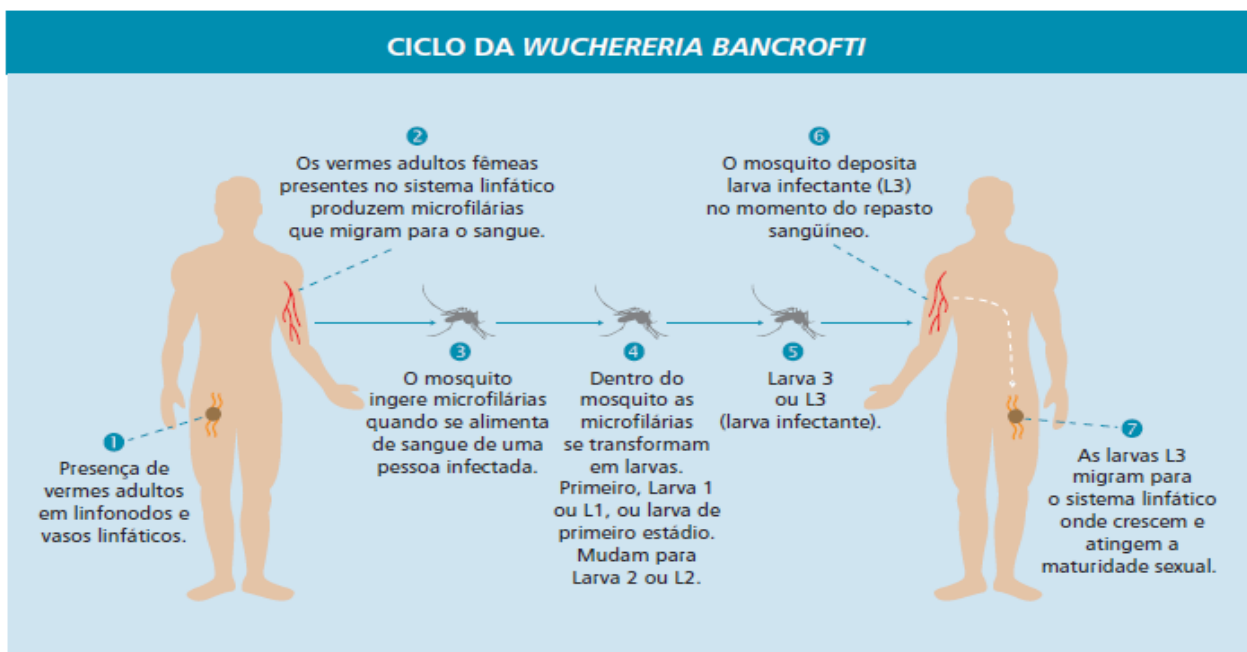 CICLO DA WUCHERERIA BANCROFTI
2
Os vermes adultos fêmeas
presentes no sistema linfático
produzem microfilárias
que migram para o sangue.
6
O mosquito deposita
larva infectante (L3)
no momento do repasto
sangüíneo.
3
O mosquito
ingere microfilárias
quando se alimenta
de sangue de uma
pessoa infectada.
4
Dentro do
mosquito as
microfilárias
se transformam
em larvas.
Primeiro, Larva 1
ou L1, ou larva de
primeiro estádio.
Mudam para
Larva 2 ou L2.
5
Larva 3
ou L3
(larva infectante).
1
Presença de
vermes adultos
em linfonodos e
vasos linfáticos.
7
As larvas L3
migram para
o sistema linfático
onde crescem e
atingem a
maturidade sexual.